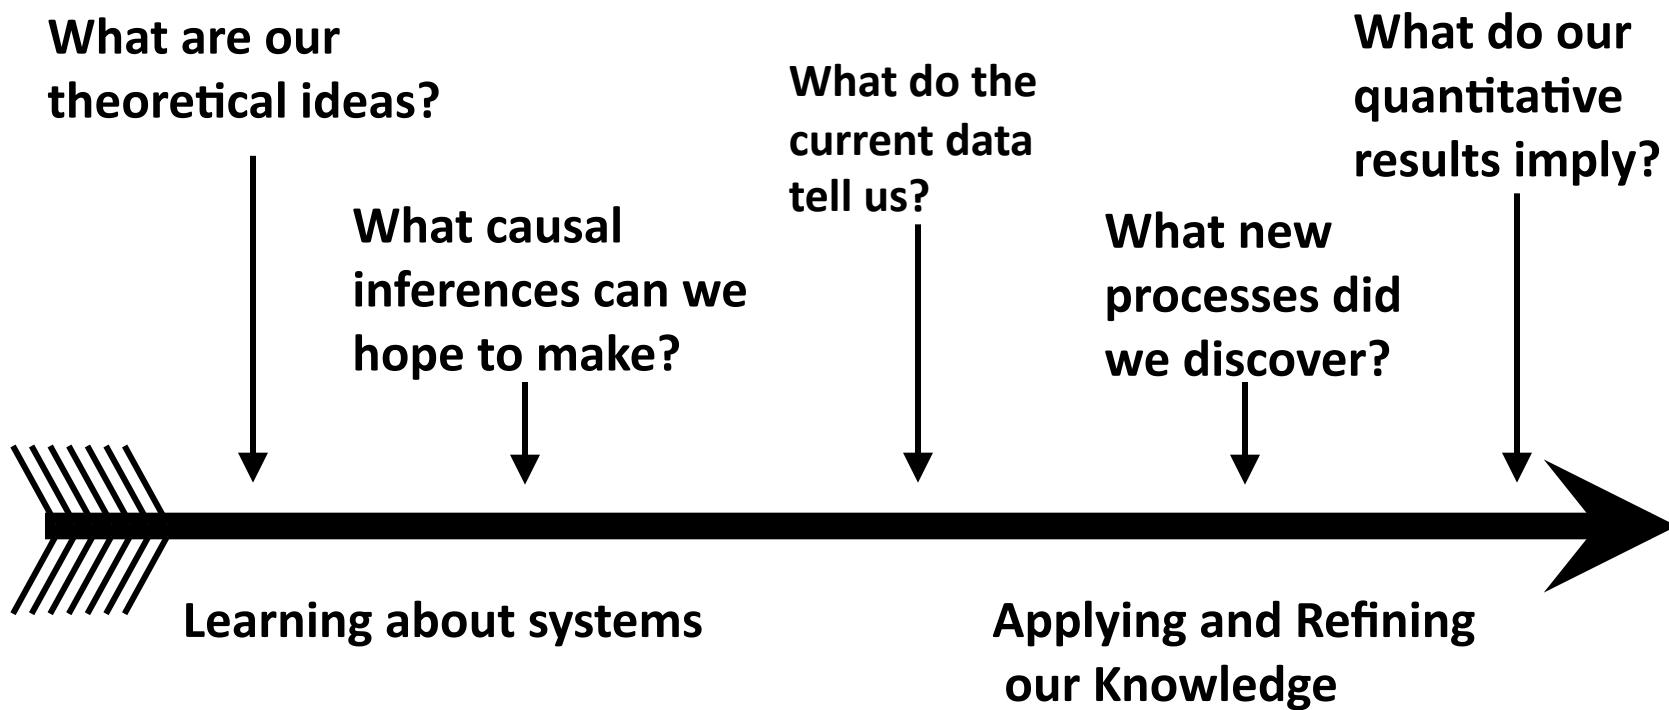 What are our
theoretical ideas?
What causal
inferences can we
hope to make?
What do the
current data
tell us?
What new
processes did
we discover?
What do our
quantitative
results imply?
Learning about systems
Applying and Refining
our Knowledge